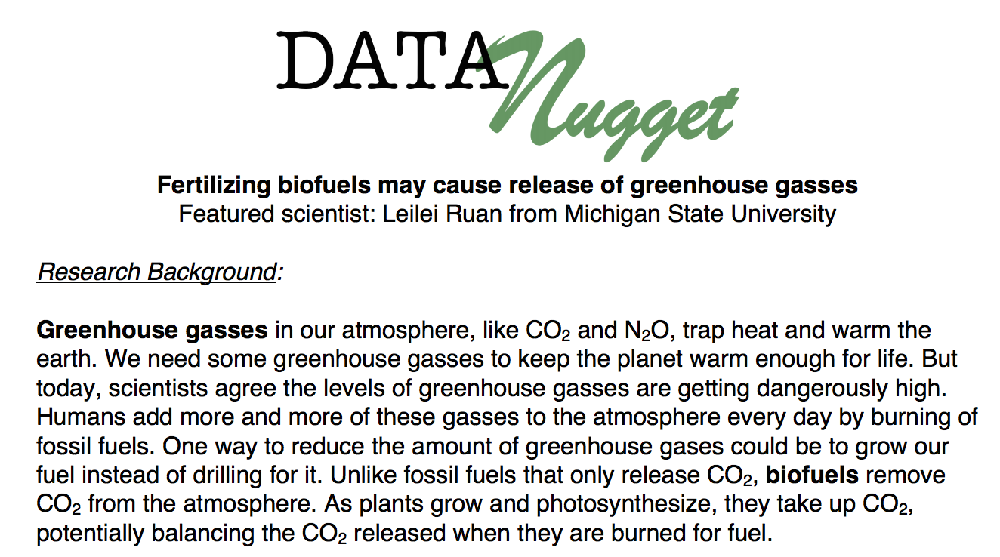 DATA Nugget
Fertilizing biofuels may cause release of greenhouse gasses
Featured scientist: Leilei Ruan from Michigan State University
Research Background:
Greenhouse gasses in our atmosphere, like CO₂ and N₂O, trap heat and warm the
earth. We need some greenhouse gasses to keep the planet warm enough for life. But
today, scientists agree the levels of greenhouse gasses are getting dangerously high.
Humans add more and more of these gasses to the atmosphere every day by burning of
fossil fuels. One way to reduce the amount of greenhouse gases could be to grow our
fuel instead of drilling for it. Unlike fossil fuels that only release CO₂, biofuels remove
CO₂ from the atmosphere. As plants grow and photosynthesize, they take up CO₂,
potentially balancing the CO₂ released when they are burned for fuel.